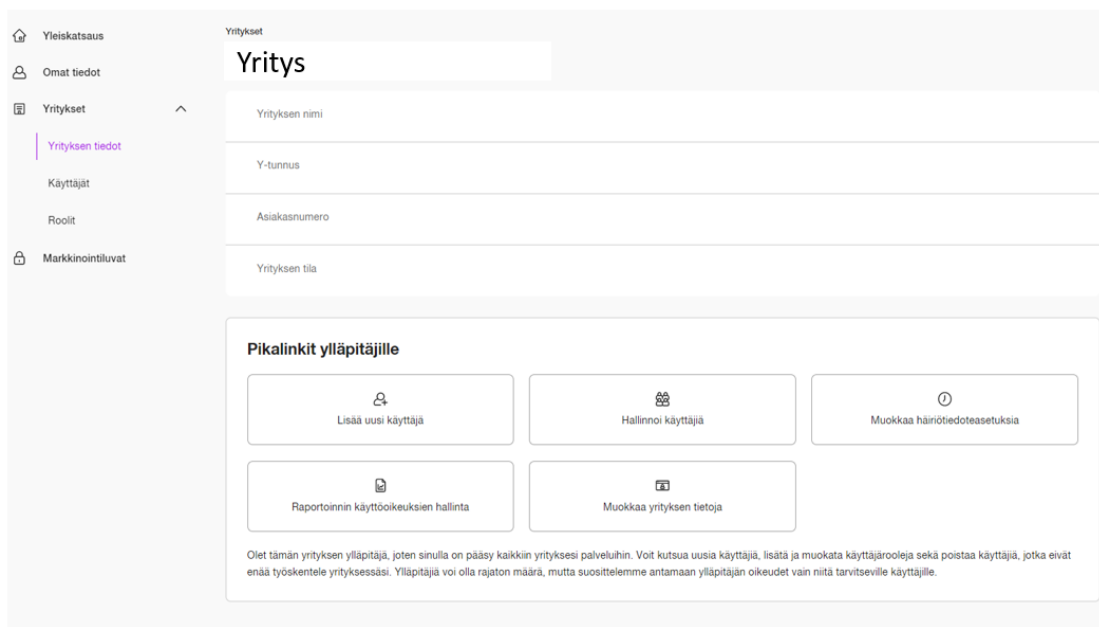 Yleiskatsaus
Omat tiedot
Yritykset
Yrityksen tiedot
Käyttäjät
Roolit
Markkinointiluvat
Yritykset
Yritys
Yrityksen nimi
Y-tunnus
Asiakasnumero
Yrityksen tila
Pikalinkit ylläpitäjille
Lisää uusi käyttäjä
Hallinnoi käyttäjiä
Muokkaa häiriötiedoteasetuksia
Raportoinnin käyttöoikeuksien hallinta
Muokkaa yrityksen tietoja
Olet tämän yrityksen ylläpitäjä, joten sinulla on pääsy kaikkiin yrityksesi palveluihin. Voit kutsua uusia käyttäjiä, lisätä ja muokata käyttäjärooleja sekä poistaa käyttäjiä, jotka eivät
enää työskentele yrityksessäsi. Ylläpitäjiä voi olla rajaton määrä, mutta suosittelemme antamaan ylläpitäjän oikeudet vain niitä tarvitseville käyttäjille.